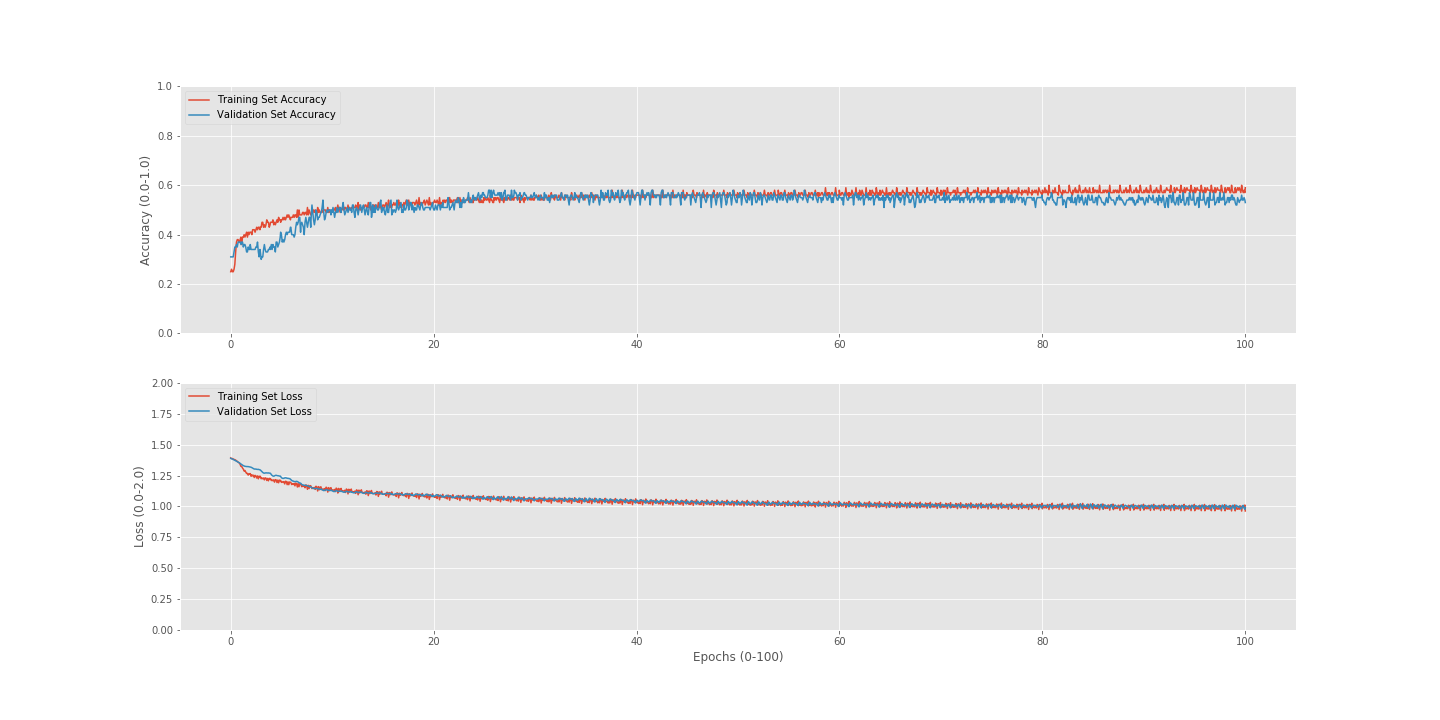 1.0
Training Set Accuracy
Validation Set Accuracy
0.8
0.6
0.4
0.2
0.0
Accuracy (0.0-1.0)
0 20 40 60 80 100
2.00
Training Set Loss
Validation Set Loss
1.75
1.50
1.25
1.00
0.75
0.50
0.25
0.00
Loss (0.0-2.0)
0 20 40 60 80 100
Epochs (0-100)